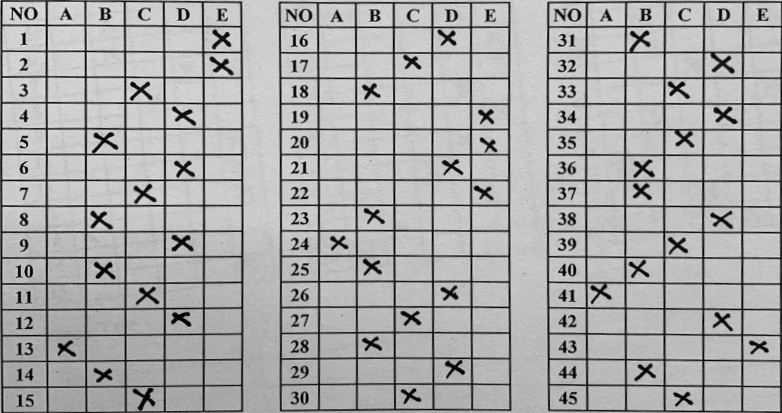 NO A B C D E
1 X
2 X
3 X
4 X
5 X
6 X
7 X
8 X
9 X
10 X
11 X
12 X
13 X
14 X
15 X
NO A B C D E
16 X
17 X
18 X
19 X
20 X
21 X
22 X
23 X
24 X
25 X
26 X
27 X
28 X
29 X
30 X
NO A B C D E
31 X
32 X
33 X
34 X
35 X
36 X
37 X
38 X
39 X
40 X
41 X
42 X
43 X
44 X
45 X